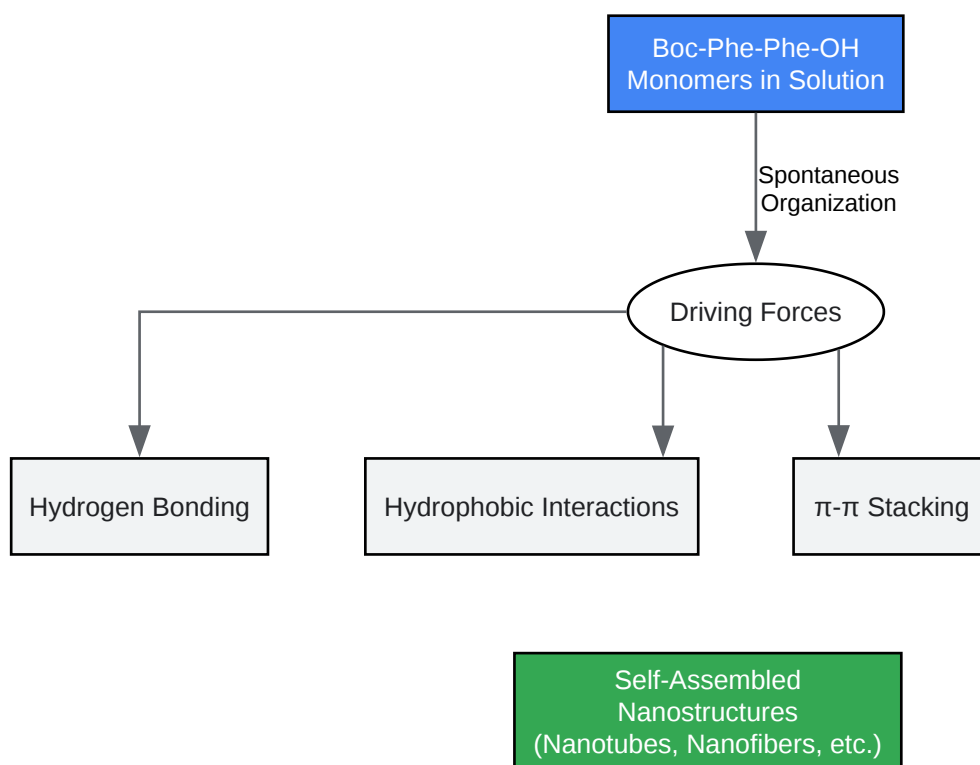 Boc-Phe-Phe-OH
Monomers in Solution
Spontaneous
Organization
Driving Forces
Hydrogen Bonding
Hydrophobic Interactions
π-π Stacking
Self-Assembled
Nanostructures
(Nanotubes, Nanofibers, etc.)